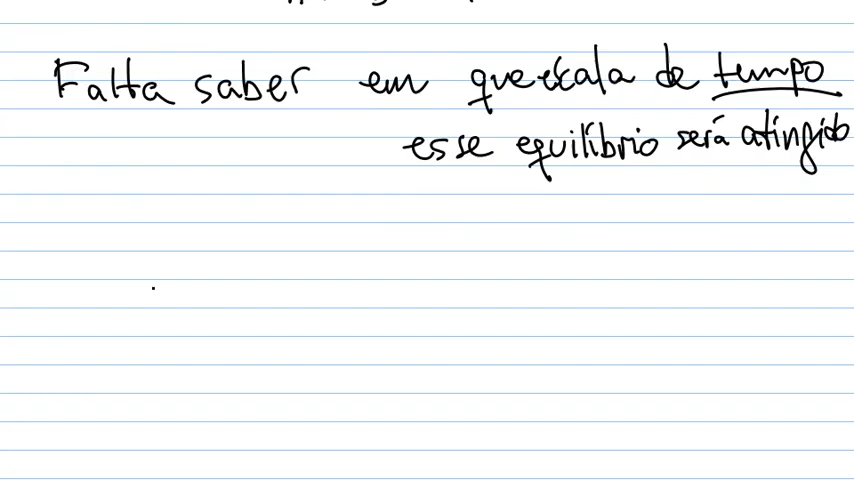 Falta saber em que escala de tempo
esse equilíbrio será atingido